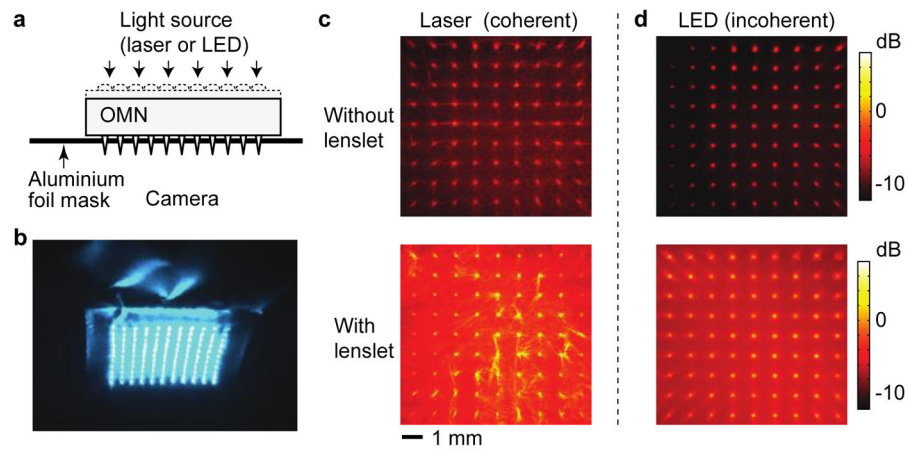 a
Light source
(laser or LED)
OMN
Aluminium
foil mask
Camera
b
c
Laser (coherent)
Without
lenslet
With
lenslet
1 mm
d
LED (incoherent)
dB
0
-10
dB
0
-10